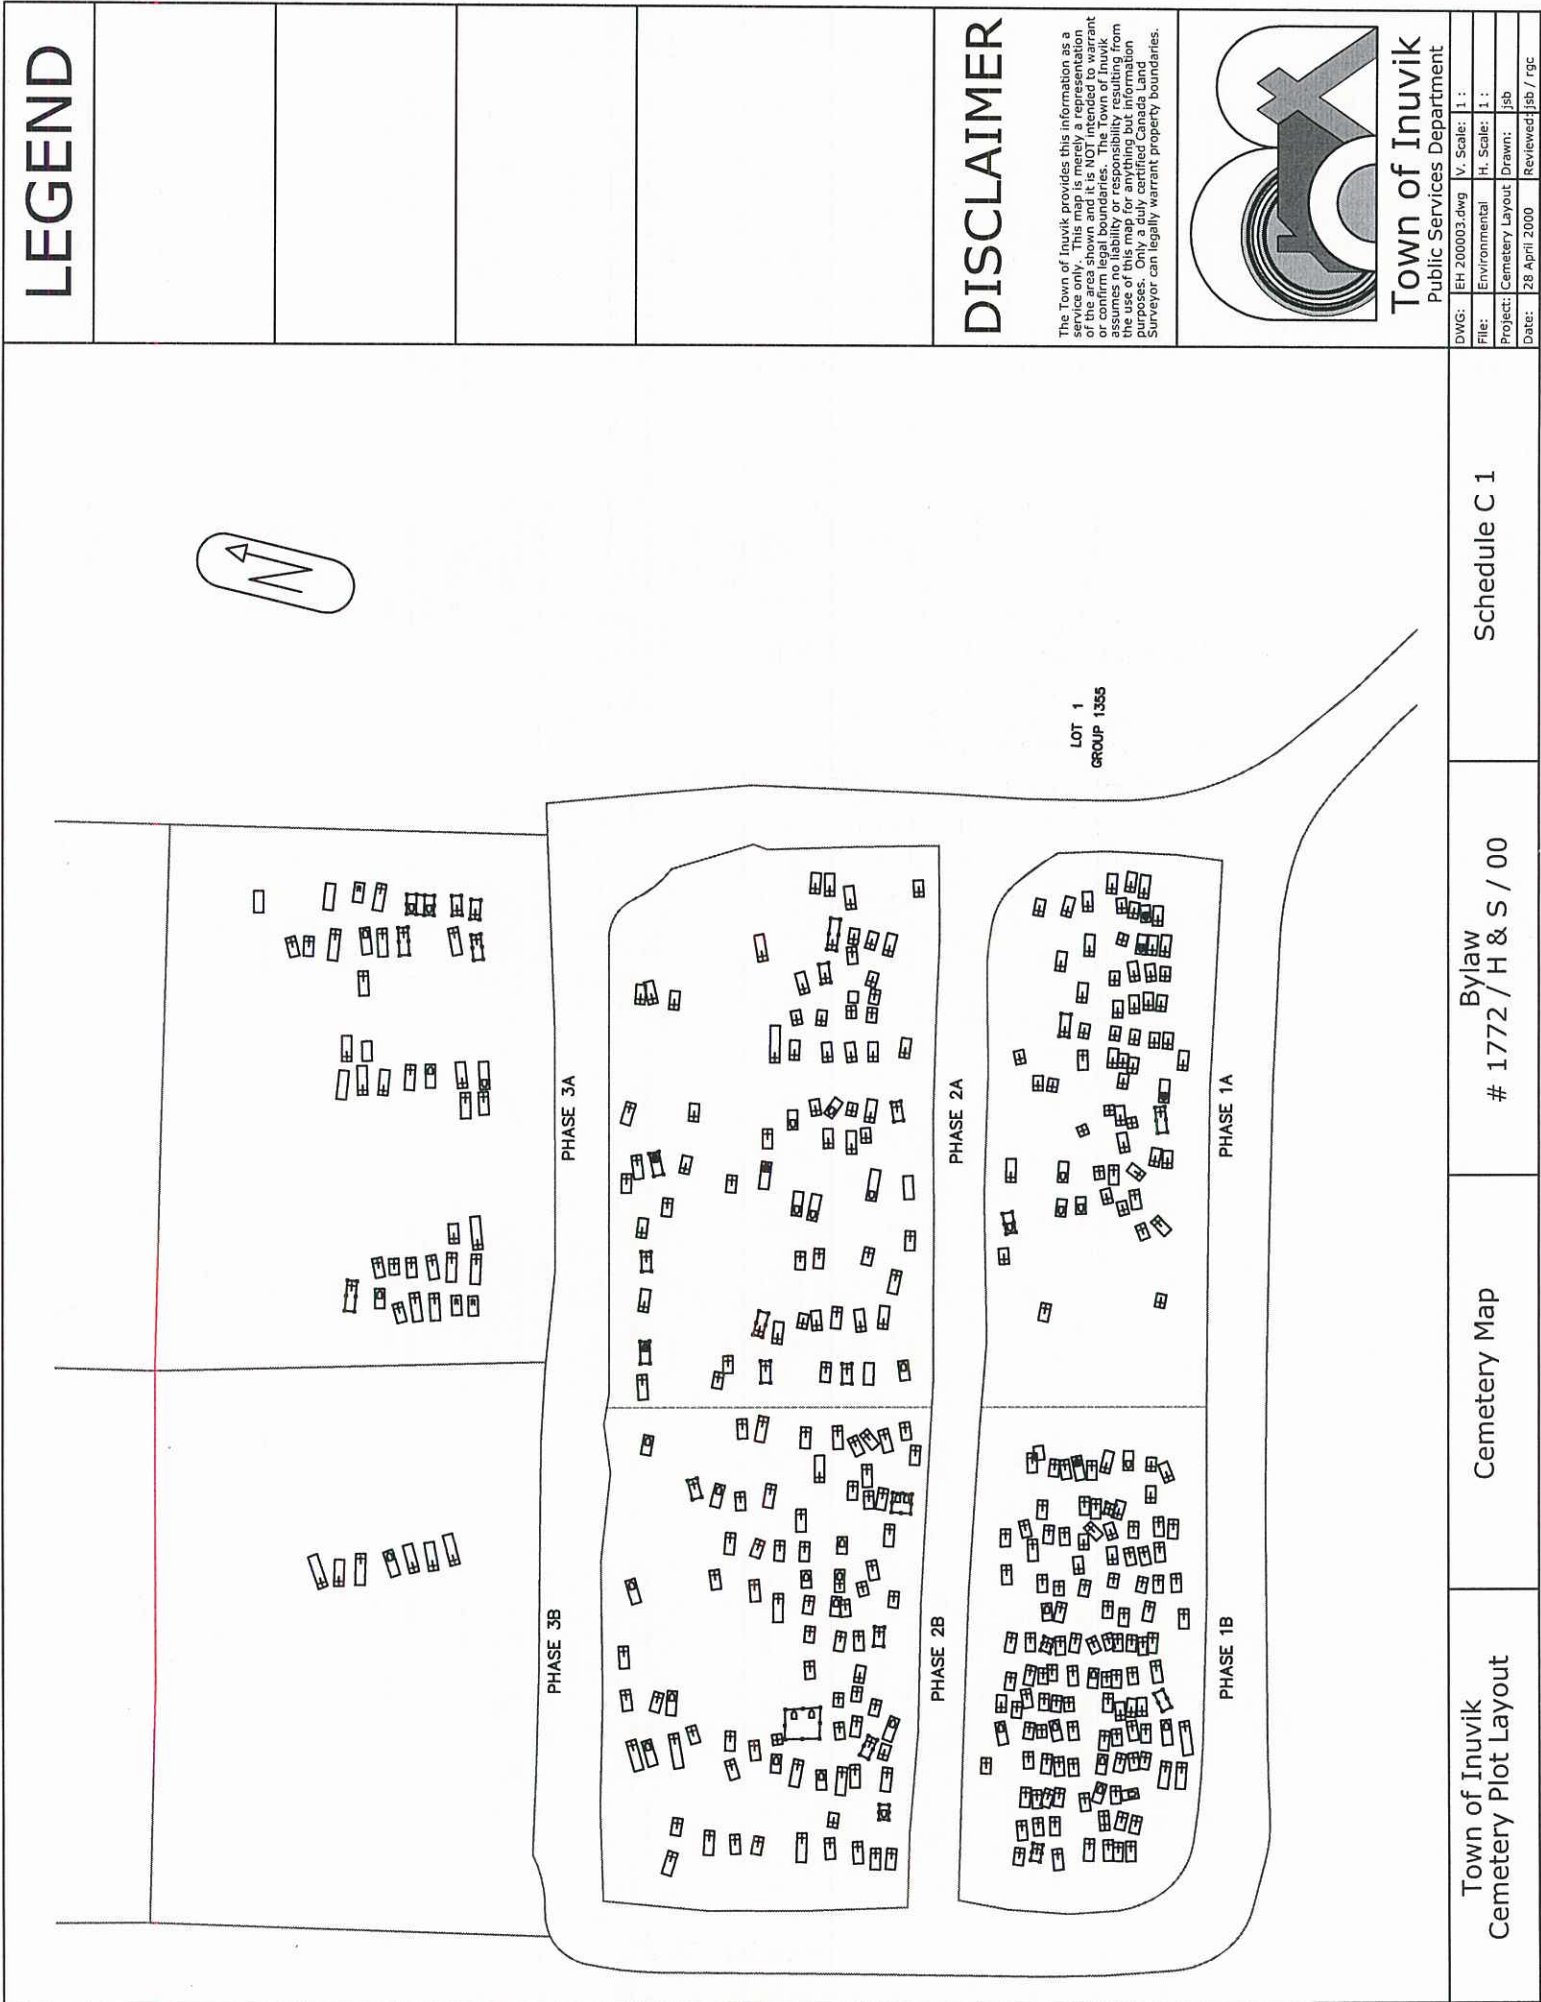 LEGEND
DISCLAIMER
The Town of Inuvik provides this information as a
service only. This map is merely a representation
of the area shown and it is NOT intended to warrant
or confirm legal boundaries. The Town of Inuvik
assumes no liability or responsibility resulting from
the use of this map for anything but information
purposes. Only a duly certified Canada Land
Surveyor can legally warrant property boundaries.
Town of Inuvik
Public Services Department
DWG: EH 200003.dwg V. Scale: 1 :
File: Environmental H. Scale: 1 :
Project: Cemetery Layout Drawn: jsb
Date: 28 April 2000 Reviewed: jsb / rgc
N
LOT 1
GROUP 1355
PHASE 3A
PHASE 2A
PHASE 1A
PHASE 3B
PHASE 2B
PHASE 1B
Town of Inuvik
Cemetery Plot Layout
Cemetery Map
Bylaw
# 1772 / H & S / 00
Schedule C 1